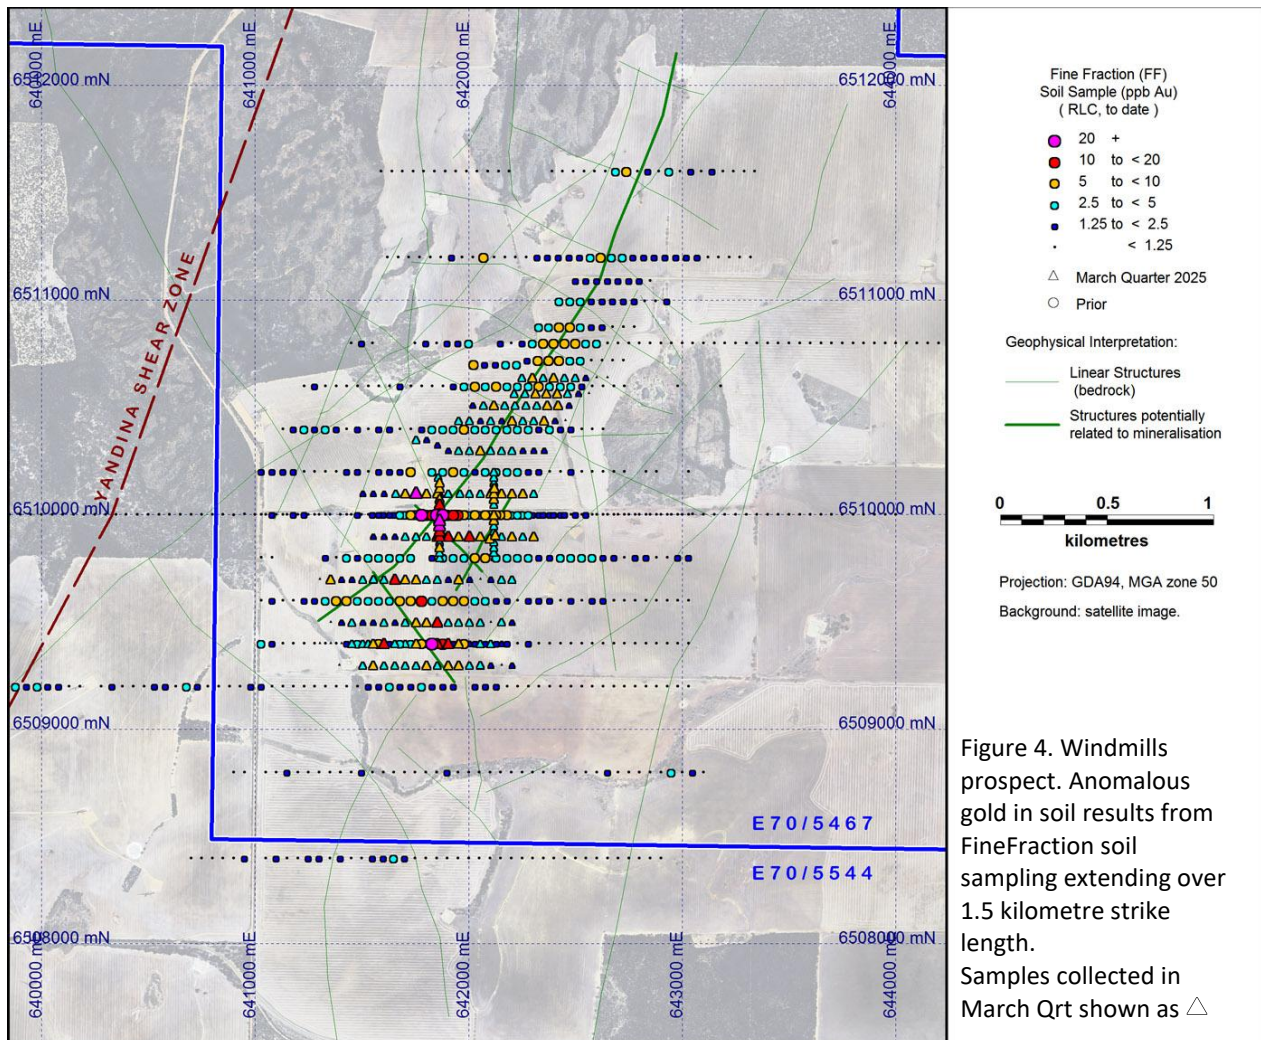 640000 mE
641000 mE
642000 mE
643000 mE
644000 mE
6512000 mN
6512000 mN
YANDINA SHEAR ZONE
6511000 mN
6511000 mN
6510000 mN
6510000 mN
6509000 mN
6509000 mN
E70/5467
E70/5544
6508000 mN
6508000 mN
640000 mE
641000 mE
642000 mE
643000 mE
644000 mE
Fine Fraction (FF)
Soil Sample (ppb Au)
( RLC, to date )
20 +
10 to < 20
5 to < 10
2.5 to < 5
1.25 to < 2.5
< 1.25
March Quarter 2025
Prior
Geophysical Interpretation:
Linear Structures
(bedrock)
Structures potentially
related to mineralisation
0 0.5 1
kilometres
Projection: GDA94, MGA zone 50
Background: satellite image.
Figure 4. Windmills
prospect. Anomalous
gold in soil results from
FineFraction soil
sampling extending over
1.5 kilometre strike
length.
Samples collected in
March Qrt shown as △